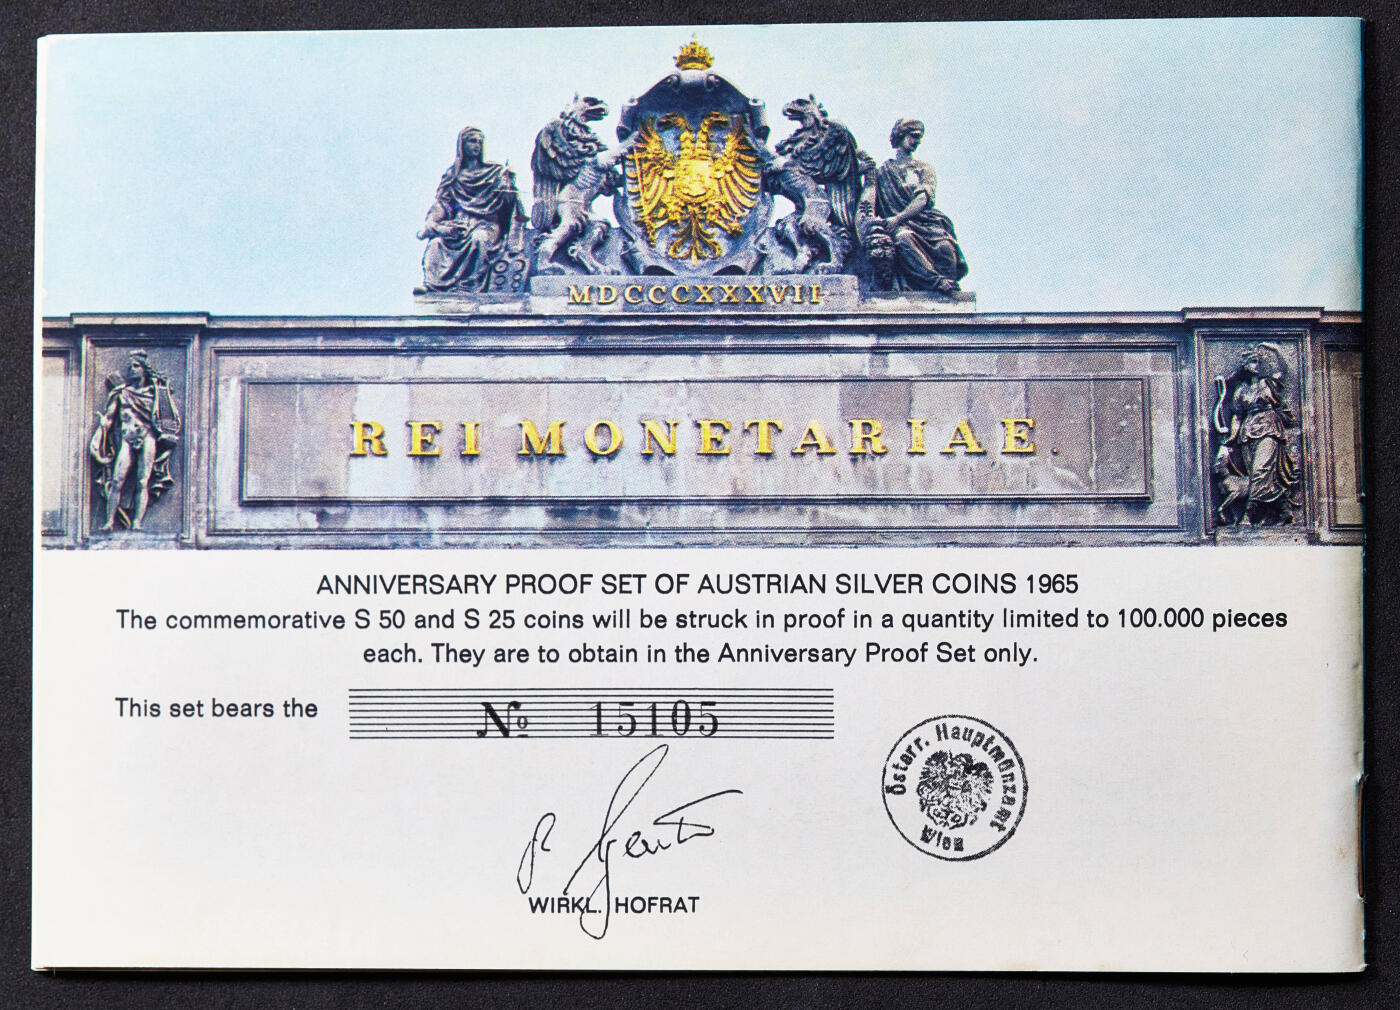 MDCCCXXXVII
REI MONETARIAE.
ANNIVERSARY PROOF SET OF AUSTRIAN SILVER COINS 1965
The commemorative S 50 and S 25 coins will be struck in proof in a quantity limited to 100.000 pieces
each. They are to obtain in the Anniversary Proof Set only.
This set bears the № 15105
Österr. Hauptmünzamt
Wien
WIRKL. HOFRAT